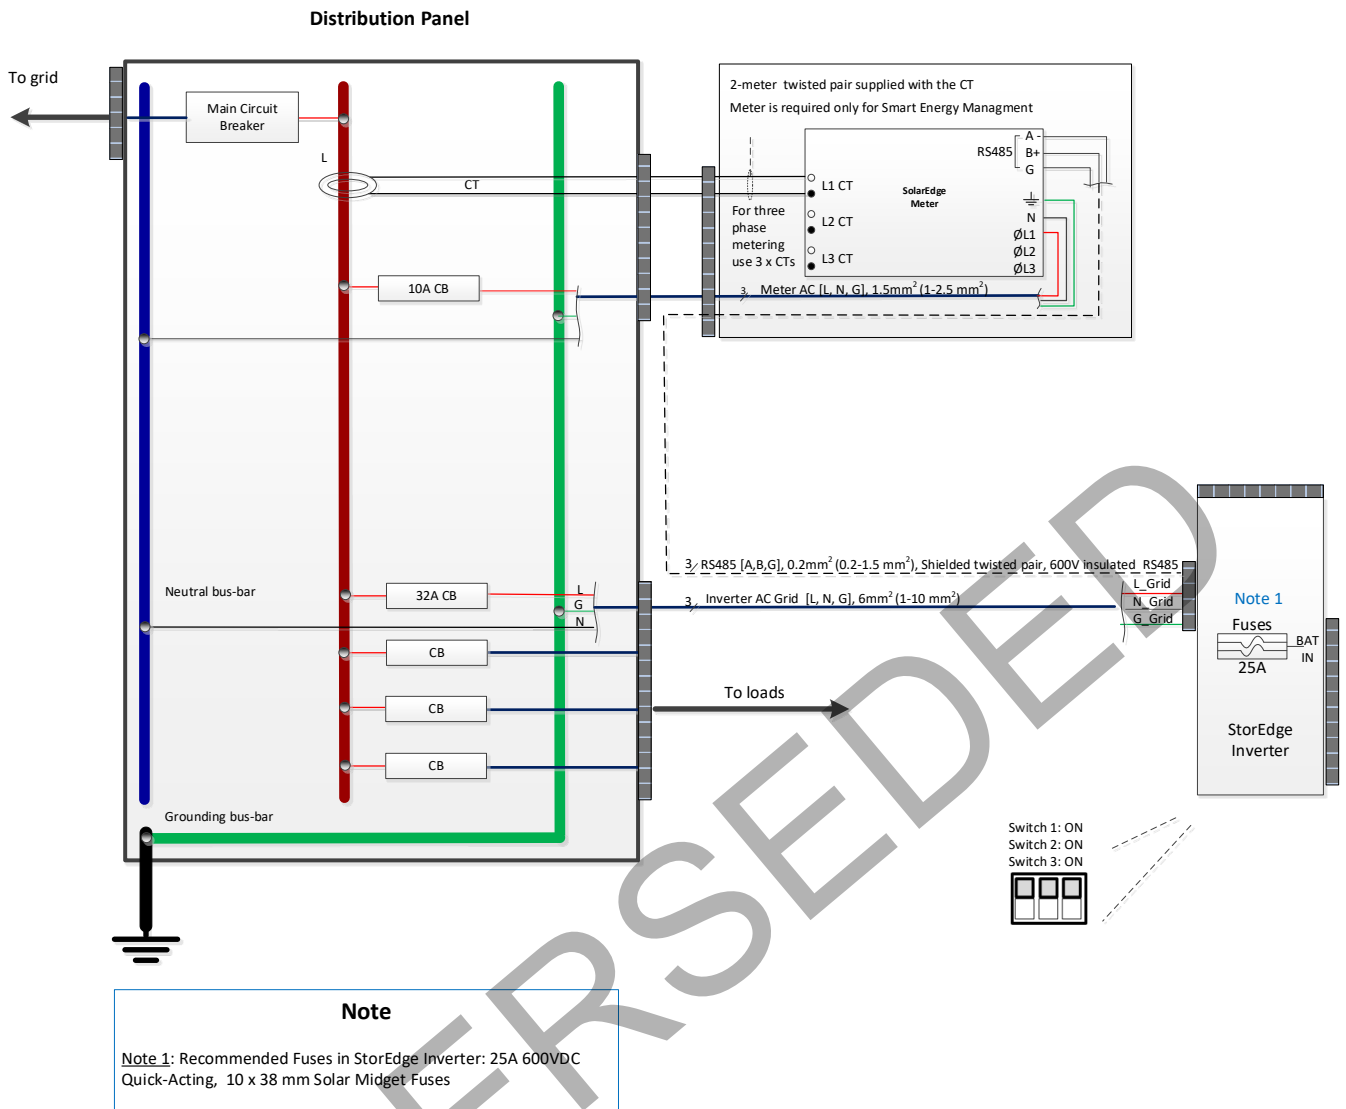 Distribution Panel
To grid
Main Circuit
Breaker
L
CT
10A CB
Neutral bus-bar
32A CB
L
G
N
CB
CB
CB
Grounding bus-bar
To loads
2-meter twisted pair supplied with the CT
Meter is required only for Smart Energy Managment
RS485
A -
B+
G
SolarEdge
Meter
L1 CT
L2 CT
L3 CT
N
ØL1
ØL2
ØL3
For three
phase
metering
use 3 x CTs
3 Meter AC [L, N, G], 1.5mm² (1-2.5 mm²)
3 RS485 [A,B,G], 0.2mm² (0.2-1.5 mm²), Shielded twisted pair, 600V insulated RS485
3 Inverter AC Grid [L, N, G], 6mm² (1-10 mm²)
L_Grid
N_Grid
G_Grid
Note 1
Fuses
25A
BAT
IN
StorEdge
Inverter
Switch 1: ON
Switch 2: ON
Switch 3: ON
Note
Note 1: Recommended Fuses in StorEdge Inverter: 25A 600VDC
Quick-Acting, 10 x 38 mm Solar Midget Fuses
ERSEDED